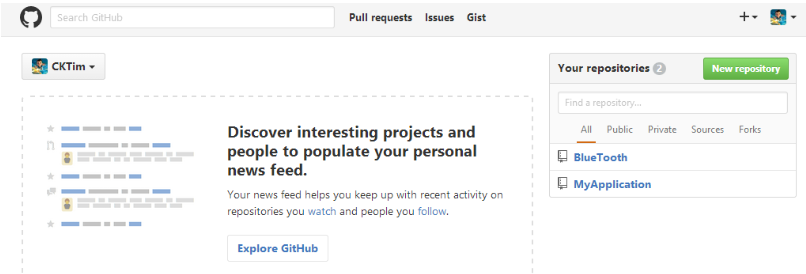 Search GitHub
Pull requests Issues Gist
CKTim
Discover interesting projects and
people to populate your personal
news feed.
Your news feed helps you keep up with recent activity on
repositories you watch and people you follow.
Explore GitHub
Your repositories 2 New repository
Find a repository...
All Public Private Sources Forks
BlueTooth
MyApplication